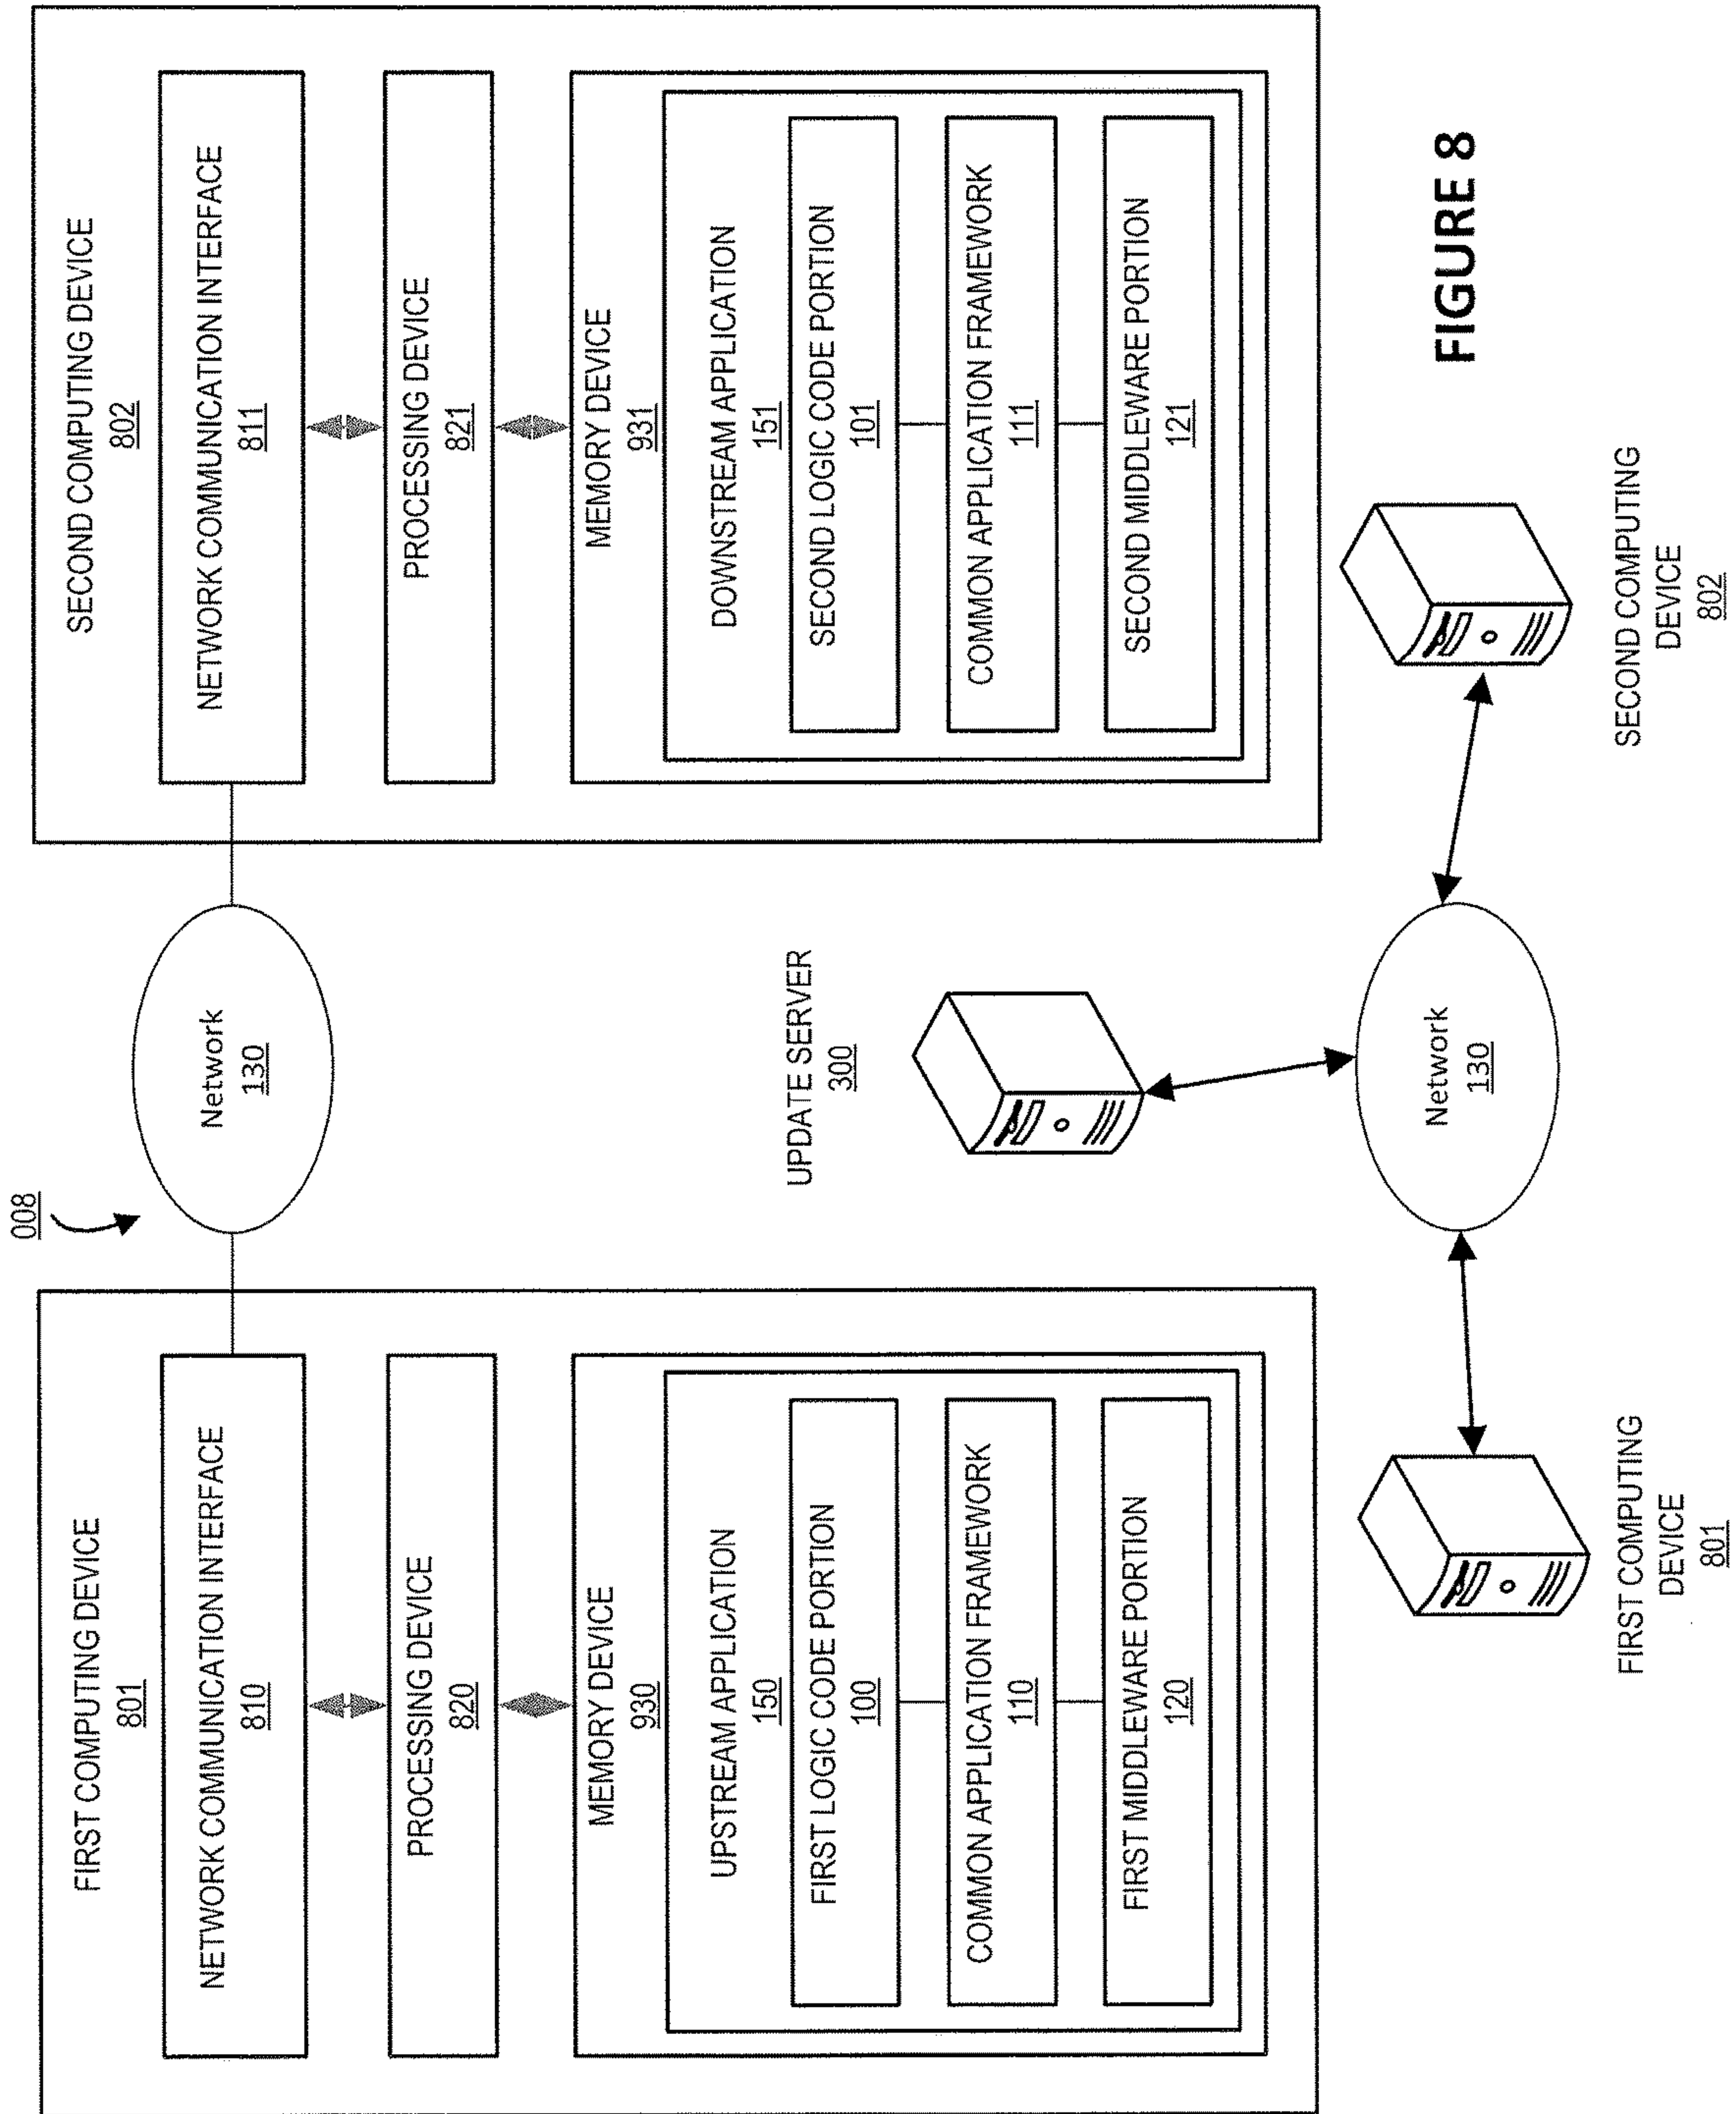 008
FIRST COMPUTING DEVICE
801
NETWORK COMMUNICATION INTERFACE
810
PROCESSING DEVICE
820
MEMORY DEVICE
930
UPSTREAM APPLICATION
150
FIRST LOGIC CODE PORTION
100
COMMON APPLICATION FRAMEWORK
110
FIRST MIDDLEWARE PORTION
120
Network
130
SECOND COMPUTING DEVICE
802
NETWORK COMMUNICATION INTERFACE
811
PROCESSING DEVICE
821
MEMORY DEVICE
931
DOWNSTREAM APPLICATION
151
SECOND LOGIC CODE PORTION
101
COMMON APPLICATION FRAMEWORK
111
SECOND MIDDLEWARE PORTION
121
UPDATE SERVER
300
FIRST COMPUTING
DEVICE
801
Network
130
SECOND COMPUTING
DEVICE
802
FIGURE 8